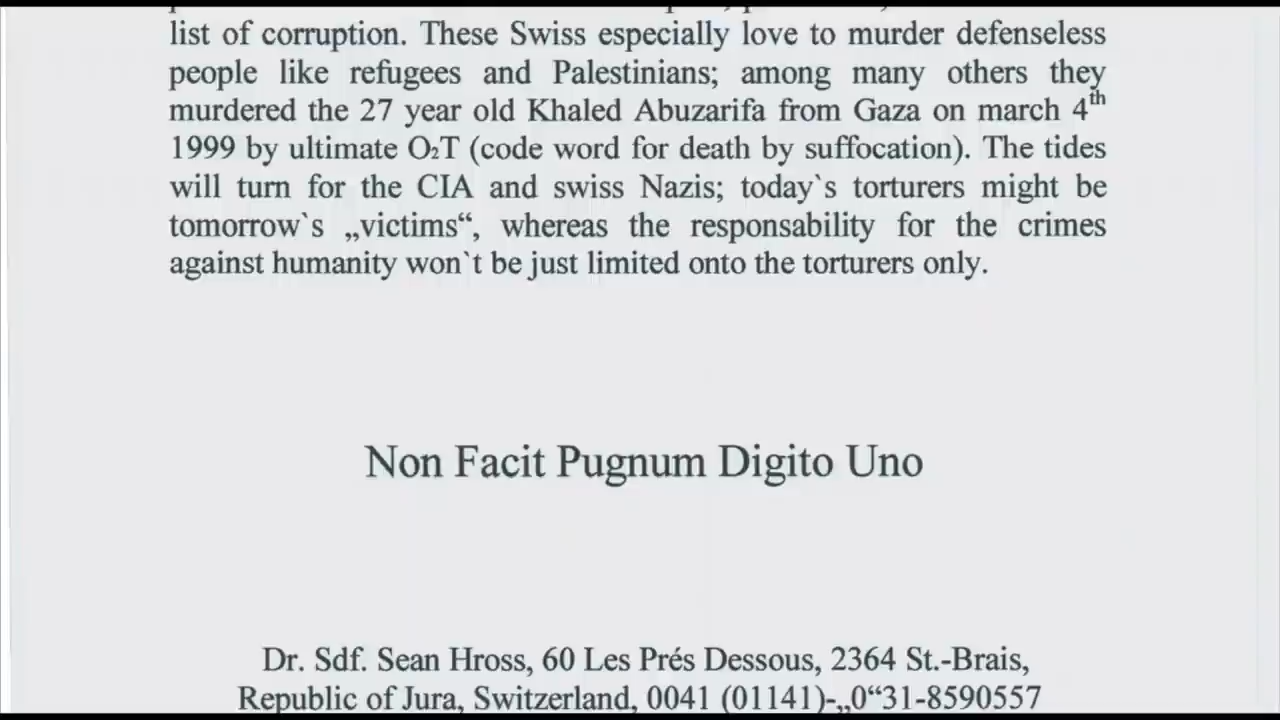 list of corruption. These Swiss especially love to murder defenseless
people like refugees and Palestinians; among many others they
murdered the 27 year old Khaled Abuzarifa from Gaza on march 4th
1999 by ultimate O₂T (code word for death by suffocation). The tides
will turn for the CIA and swiss Nazis; today`s torturers might be
tomorrow`s „victims“, whereas the responsability for the crimes
against humanity won`t be just limited onto the torturers only.
Non Facit Pugnum Digito Uno
Dr. Sdf. Sean Hross, 60 Les Prés Dessous, 2364 St.-Brais,
Republic of Jura, Switzerland, 0041 (01141)-„0“31-8590557